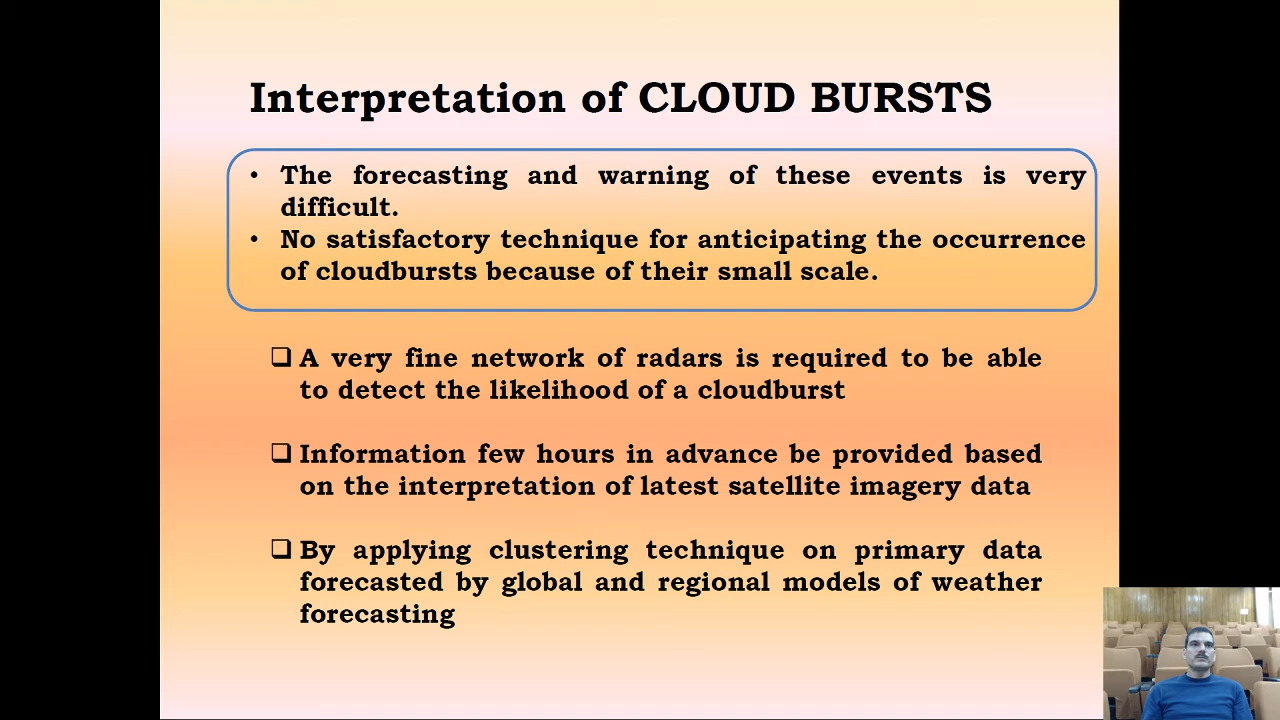 Interpretation of CLOUD BURSTS
• The forecasting and warning of these events is very
difficult.
• No satisfactory technique for anticipating the occurrence
of cloudbursts because of their small scale.
❑ A very fine network of radars is required to be able
to detect the likelihood of a cloudburst
❑ Information few hours in advance be provided based
on the interpretation of latest satellite imagery data
❑ By applying clustering technique on primary data
forecasted by global and regional models of weather
forecasting